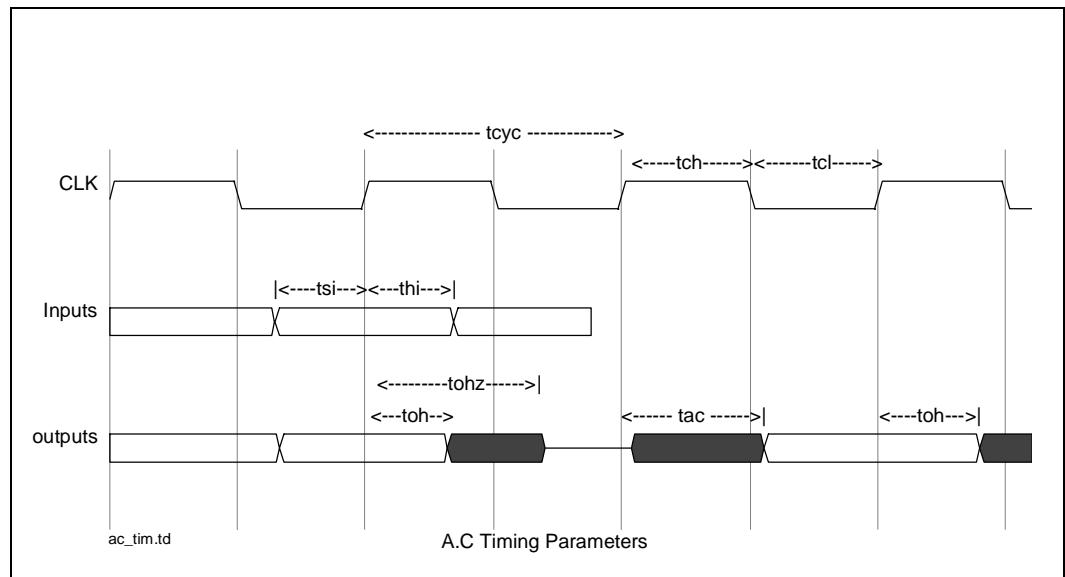 <---------------- tcyc ------------->
<-----tch----->
<-------tcl------>
CLK
|<----tsi----><---thi--->|
Inputs
<---------tohz------>|
<---toh-->
<------ tac ------>|
<----toh--->|
outputs
ac_tim.td
A.C Timing Parameters